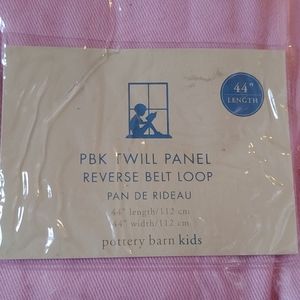 44"
LENGTH
PBK TWILL PANEL
REVERSE BELT LOOP
PAN DE RIDEAU
44" length/112 cm
44" width/112 cm
pottery barn kids